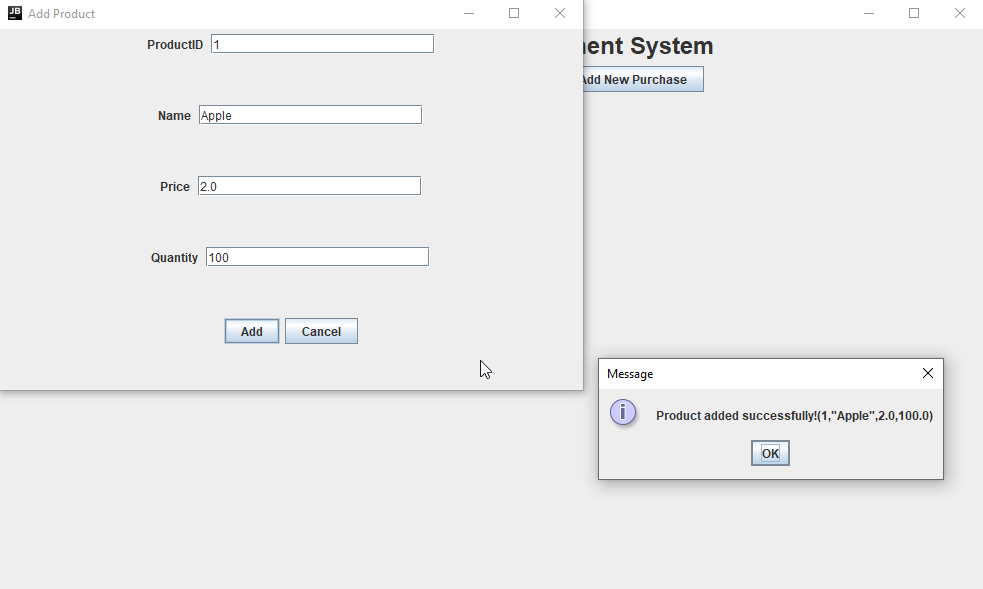 JB Add Product
ment System
Add New Purchase
ProductID 1
Name Apple
Price 2.0
Quantity 100
Add Cancel
Message
i Product added successfully!(1,"Apple",2.0,100.0)
OK